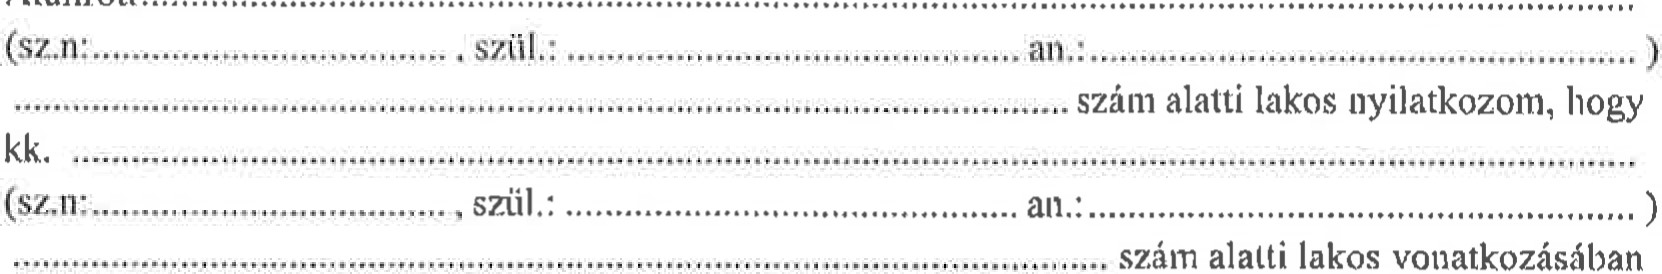 (sz.n:................................. , szül.: .......................................... an.:................................................... )
.................................................................................................... szám alatti lakos nyilatkozom, hogy
kk. ....................................................................................................................................................
(sz.n:................................. , szül.: .......................................... an.:................................................... )
........................................................................................................ szám alatti lakos vonatkozásában